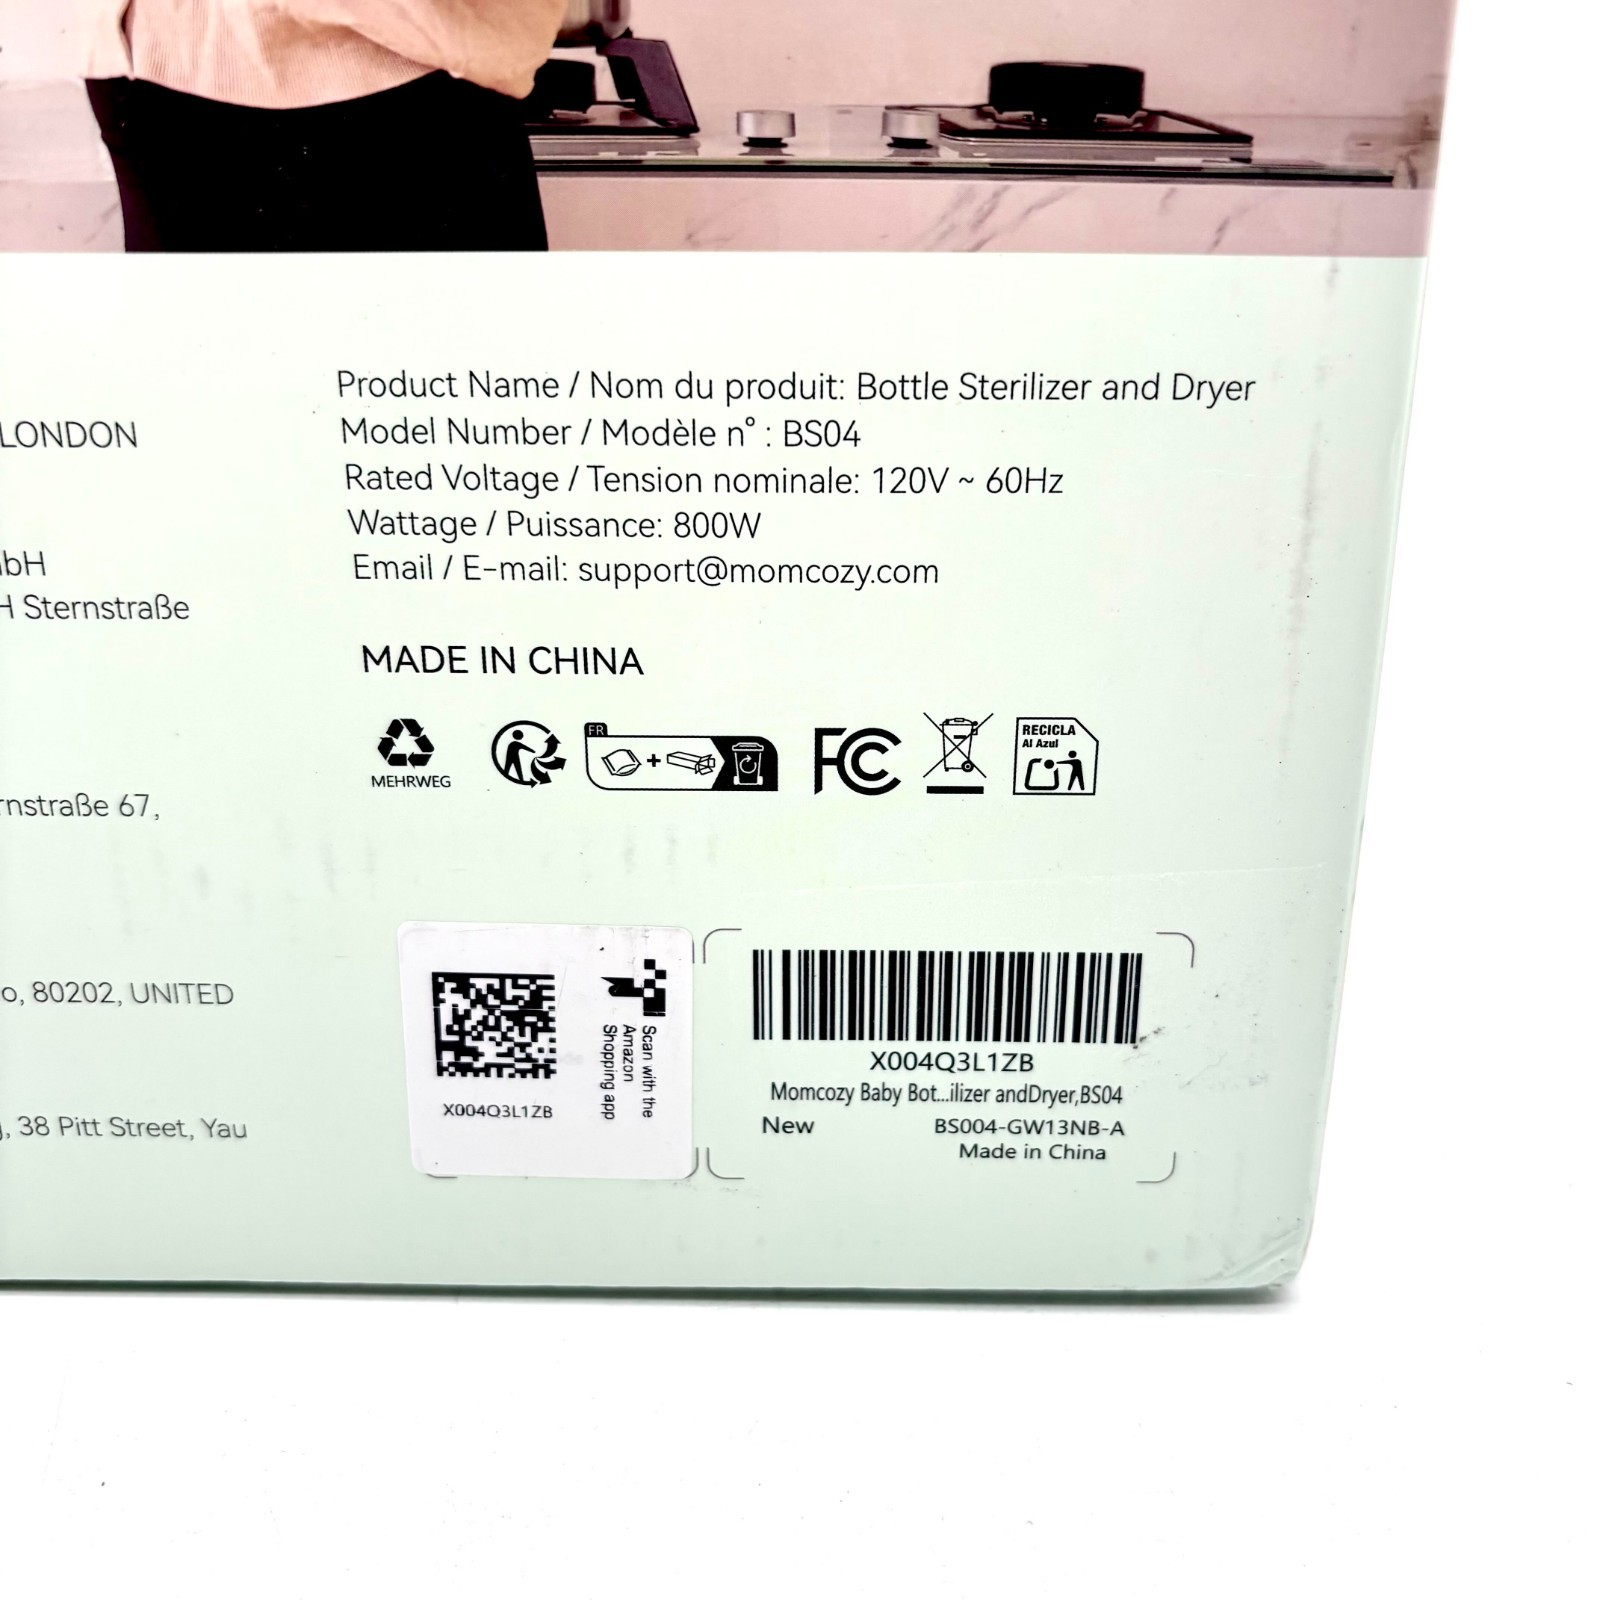 LONDON
bH
H Sternstraße
rnstraße 67,
o, 80202, UNITED
, 38 Pitt Street, Yau
Product Name / Nom du produit: Bottle Sterilizer and Dryer
Model Number / Modèle n° : BS04
Rated Voltage / Tension nominale: 120V ~ 60Hz
Wattage / Puissance: 800W
Email / E-mail: support@momcozy.com
MADE IN CHINA
MEHRWEG
FR
FC
RECICLA
Al Azul
X004Q3L1ZB
Scan with the
Amazon
Shopping app
X004Q3L1ZB
Momcozy Baby Bot...ilizer andDryer,BS04
New
BS004-GW13NB-A
Made in China